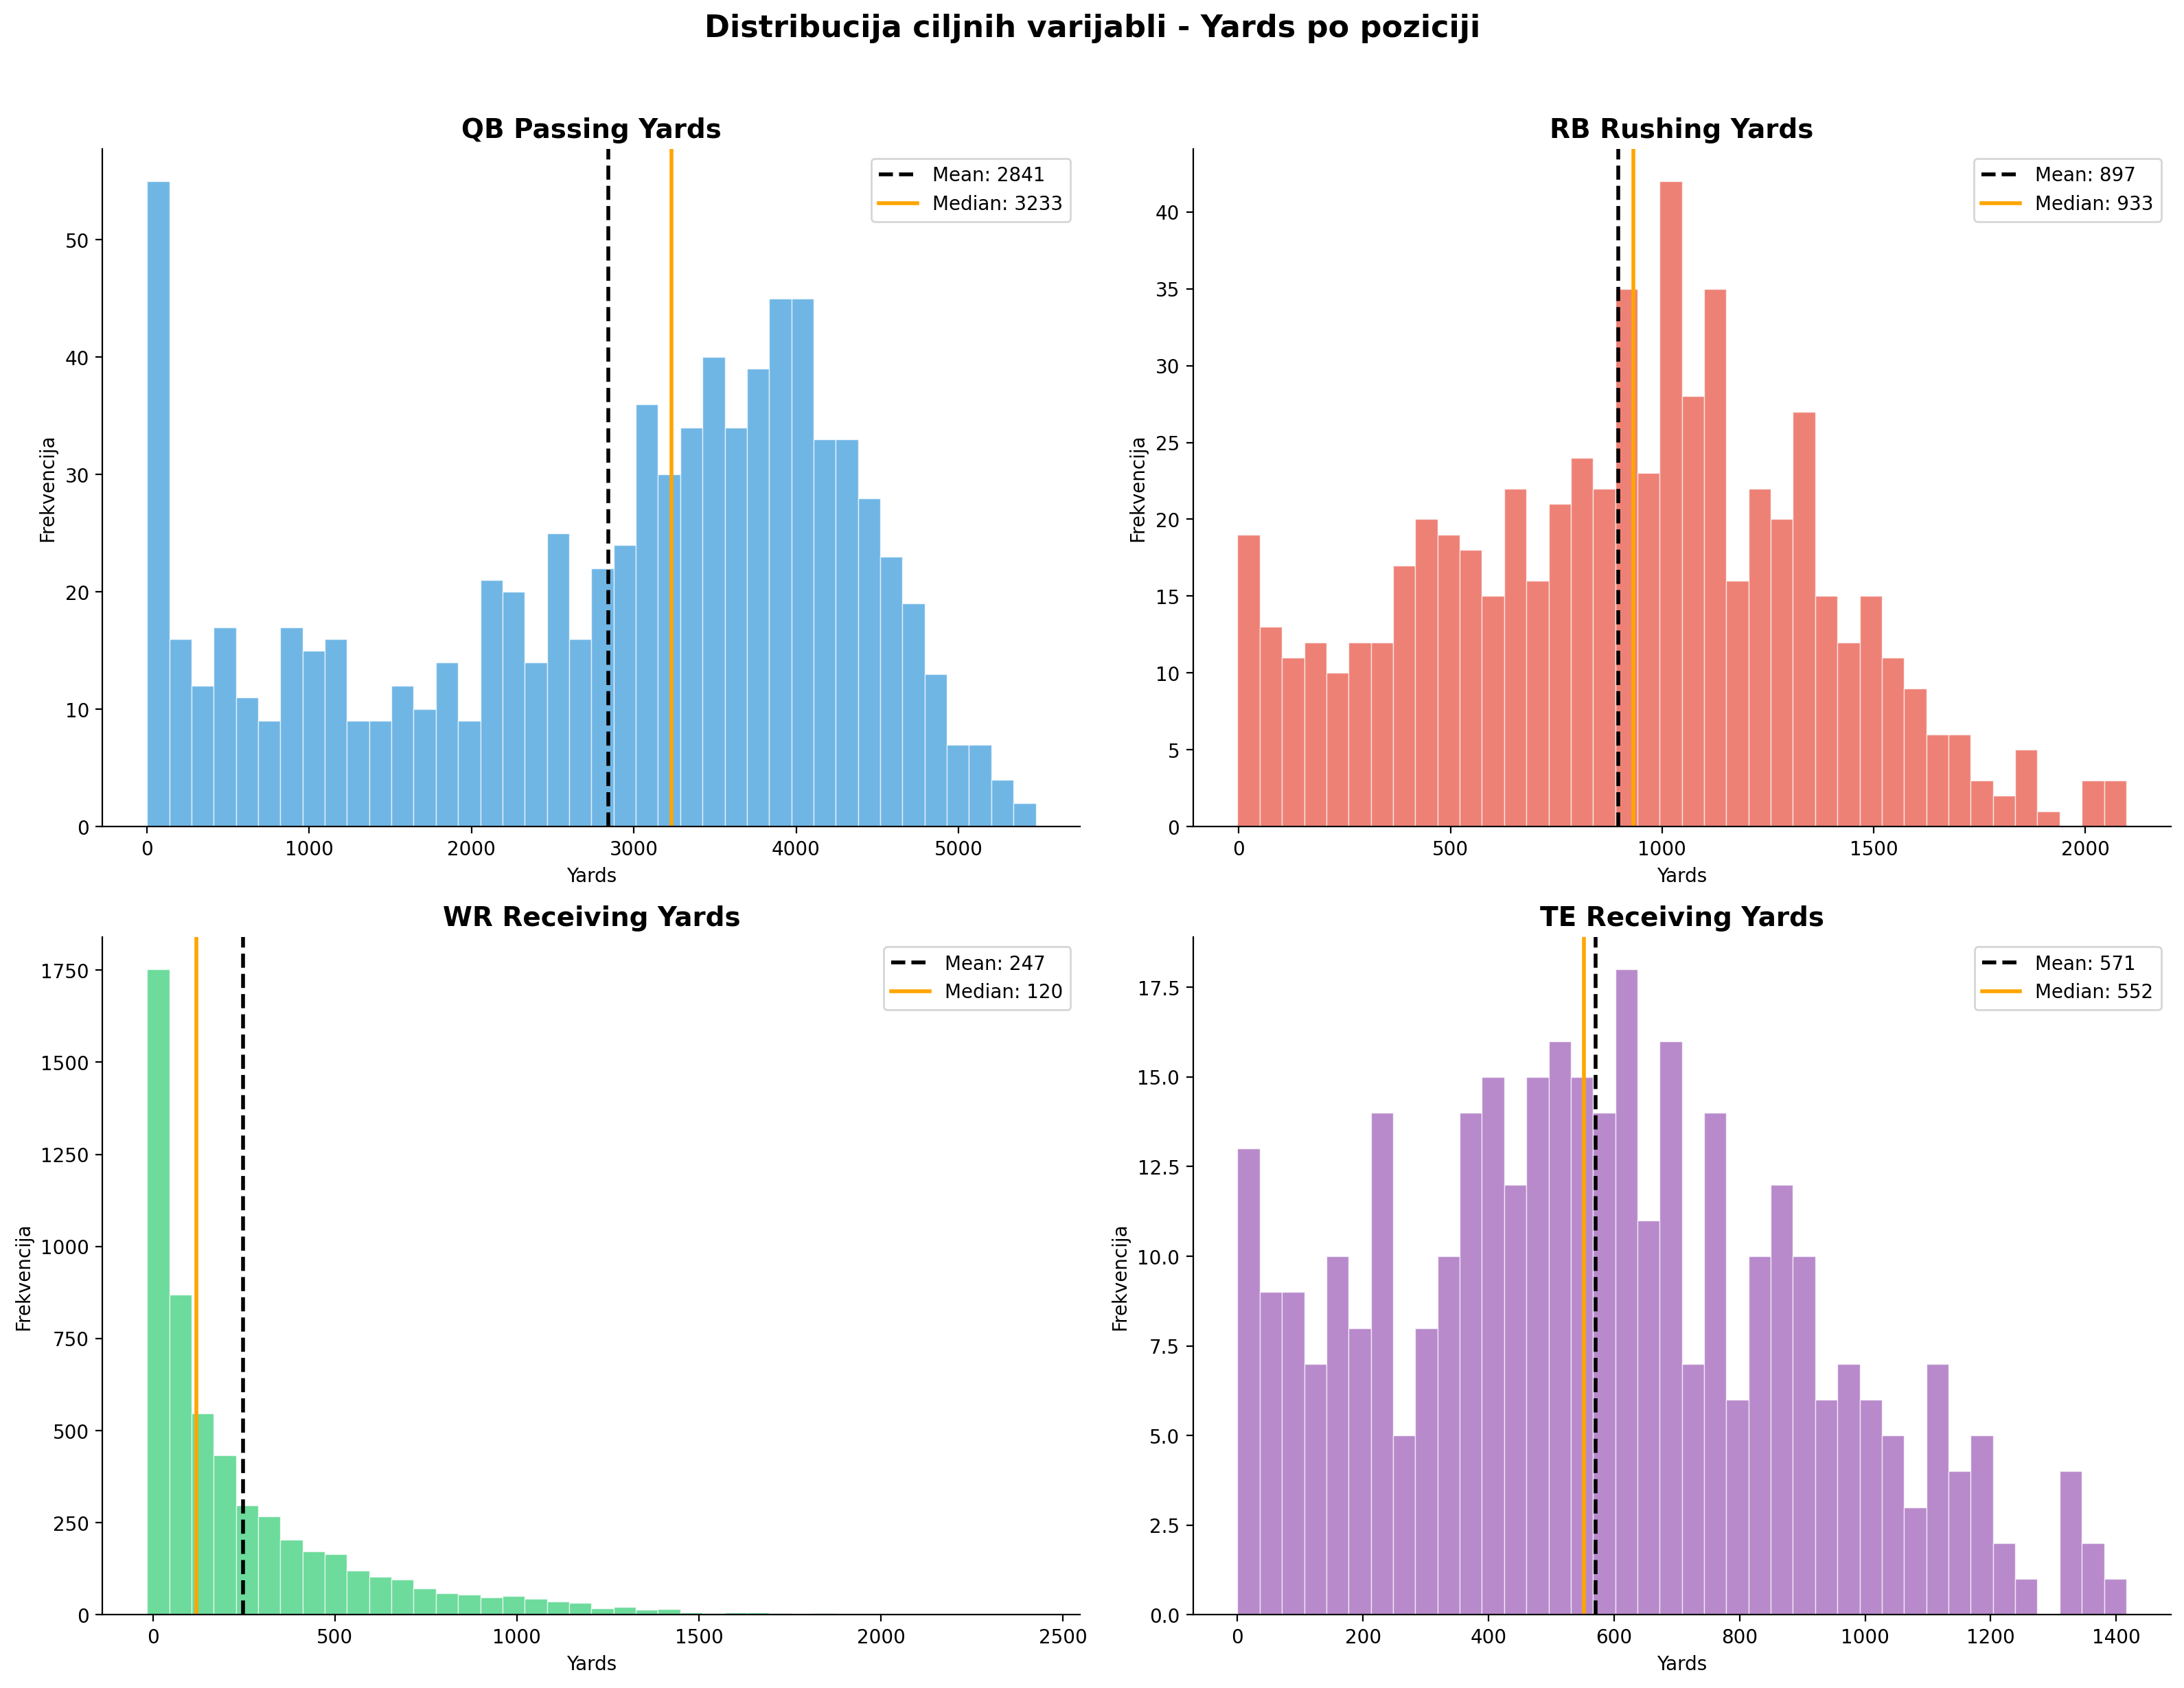 Distribucija ciljnih varijabli - Yards po poziciji
QB Passing Yards
Mean: 2841
Median: 3233
Frekvencija
50
40
30
20
10
0
0 1000 2000 3000 4000 5000
Yards
RB Rushing Yards
Mean: 897
Median: 933
Frekvencija
40
35
30
25
20
15
10
5
0
0 500 1000 1500 2000
Yards
WR Receiving Yards
Mean: 247
Median: 120
Frekvencija
1750
1500
1250
1000
750
500
250
0
0 500 1000 1500 2000 2500
Yards
TE Receiving Yards
Mean: 571
Median: 552
Frekvencija
17.5
15.0
12.5
10.0
7.5
5.0
2.5
0.0
0 200 400 600 800 1000 1200 1400
Yards